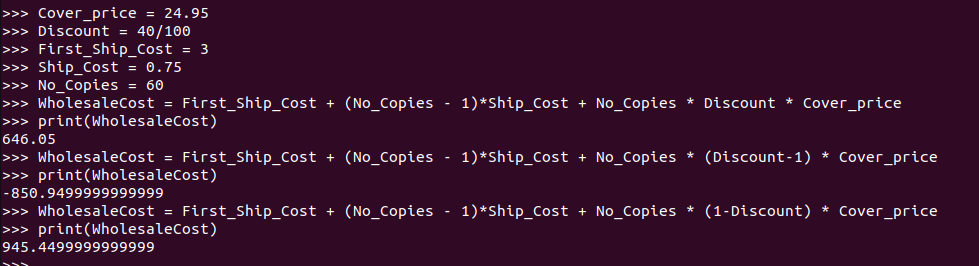 >>> Cover_price = 24.95
>>> Discount = 40/100
>>> First_Ship_Cost = 3
>>> Ship_Cost = 0.75
>>> No_Copies = 60
>>> WholesaleCost = First_Ship_Cost + (No_Copies - 1)*Ship_Cost + No_Copies * Discount * Cover_price
>>> print(WholesaleCost)
646.05
>>> WholesaleCost = First_Ship_Cost + (No_Copies - 1)*Ship_Cost + No_Copies * (Discount-1) * Cover_price
>>> print(WholesaleCost)
-850.9499999999999
>>> WholesaleCost = First_Ship_Cost + (No_Copies - 1)*Ship_Cost + No_Copies * (1-Discount) * Cover_price
>>> print(WholesaleCost)
945.4499999999999
>>>